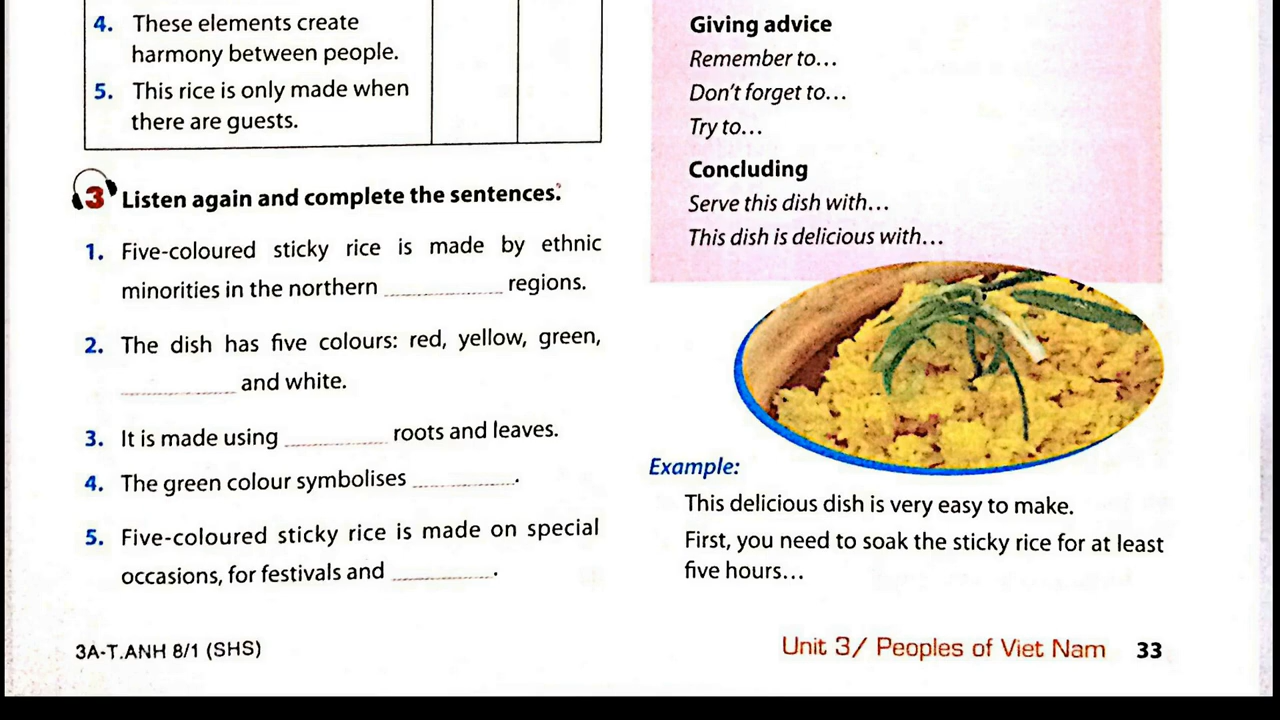 4. These elements create
harmony between people.
5. This rice is only made when
there are guests.
3 Listen again and complete the sentences.
1. Five-coloured sticky rice is made by ethnic
minorities in the northern ____________ regions.
2. The dish has five colours: red, yellow, green,
____________ and white.
3. It is made using ____________ roots and leaves.
4. The green colour symbolises ____________.
5. Five-coloured sticky rice is made on special
occasions, for festivals and ____________.
3A-T.ANH 8/1 (SHS)
Giving advice
Remember to...
Don't forget to...
Try to...
Concluding
Serve this dish with...
This dish is delicious with...
Example:
This delicious dish is very easy to make.
First, you need to soak the sticky rice for at least
five hours...
Unit 3/ Peoples of Viet Nam 33